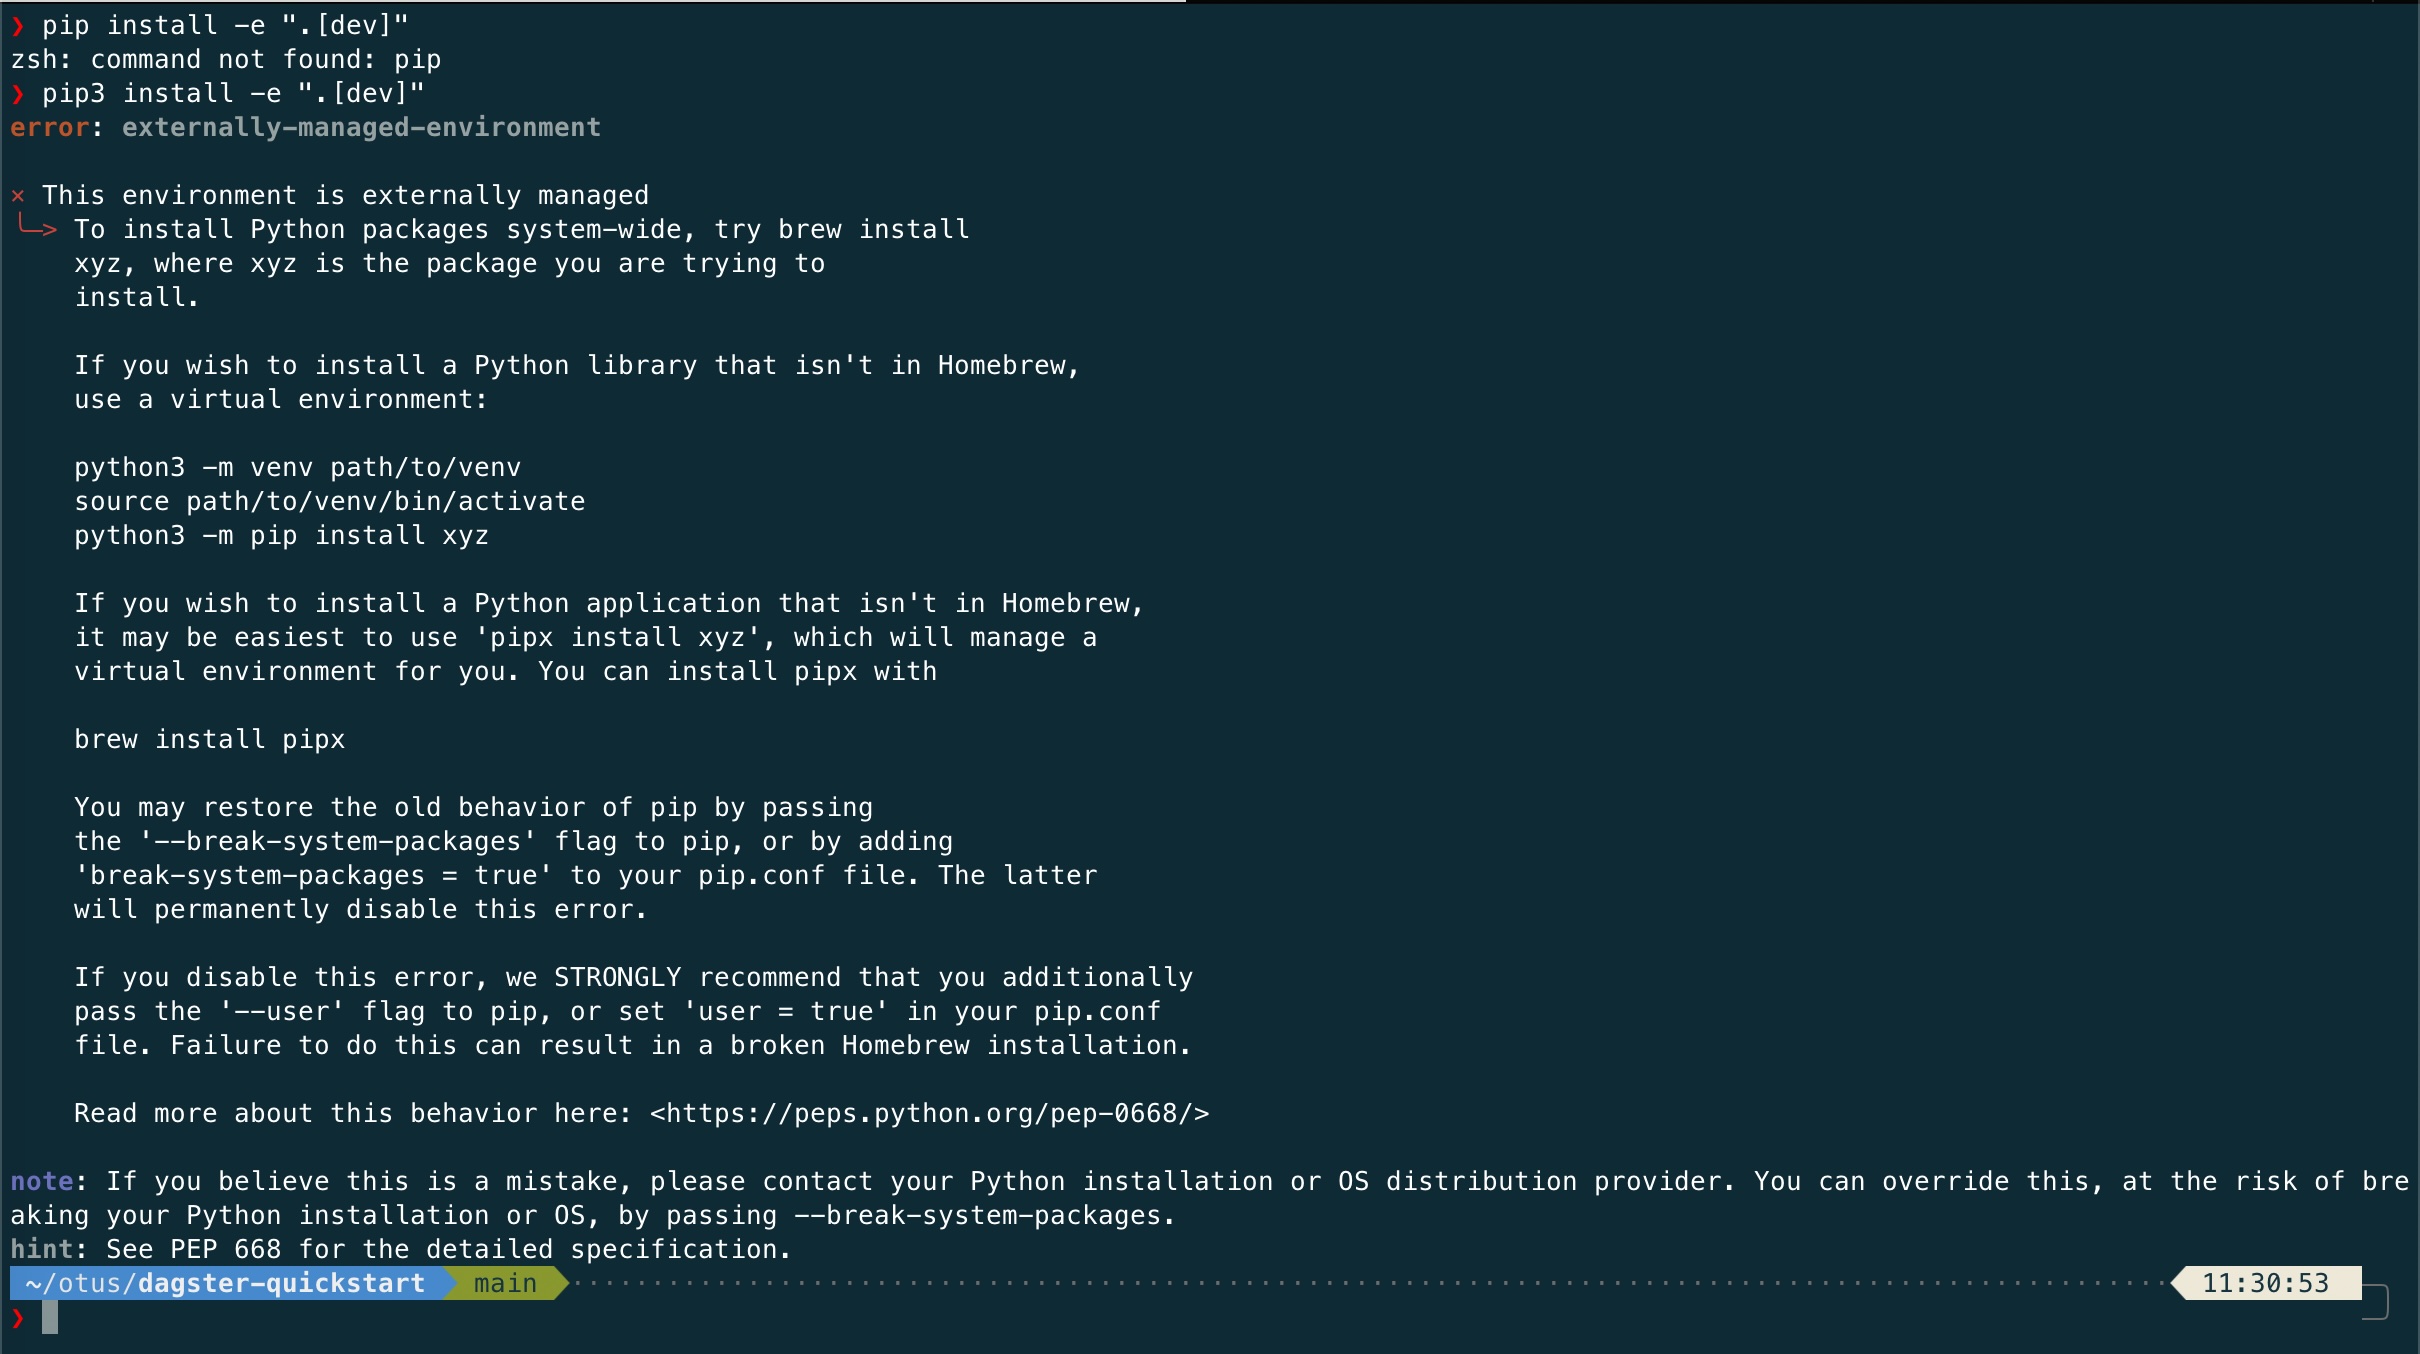 ❯ pip install -e ".[dev]"
zsh: command not found: pip
❯ pip3 install -e ".[dev]"
error: externally-managed-environment
× This environment is externally managed
╰─> To install Python packages system-wide, try brew install
xyz, where xyz is the package you are trying to
install.
If you wish to install a Python library that isn't in Homebrew,
use a virtual environment:
python3 -m venv path/to/venv
source path/to/venv/bin/activate
python3 -m pip install xyz
If you wish to install a Python application that isn't in Homebrew,
it may be easiest to use 'pipx install xyz', which will manage a
virtual environment for you. You can install pipx with
brew install pipx
You may restore the old behavior of pip by passing
the '--break-system-packages' flag to pip, or by adding
'break-system-packages = true' to your pip.conf file. The latter
will permanently disable this error.
If you disable this error, we STRONGLY recommend that you additionally
pass the '--user' flag to pip, or set 'user = true' in your pip.conf
file. Failure to do this can result in a broken Homebrew installation.
Read more about this behavior here: <https://peps.python.org/pep-0668/>
note: If you believe this is a mistake, please contact your Python installation or OS distribution provider. You can override this, at the risk of bre
aking your Python installation or OS, by passing --break-system-packages.
hint: See PEP 668 for the detailed specification.
~/otus/dagster-quickstart main 11:30:53
❯